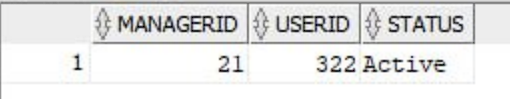 MANAGERID USERID STATUS
1 21 322 Active